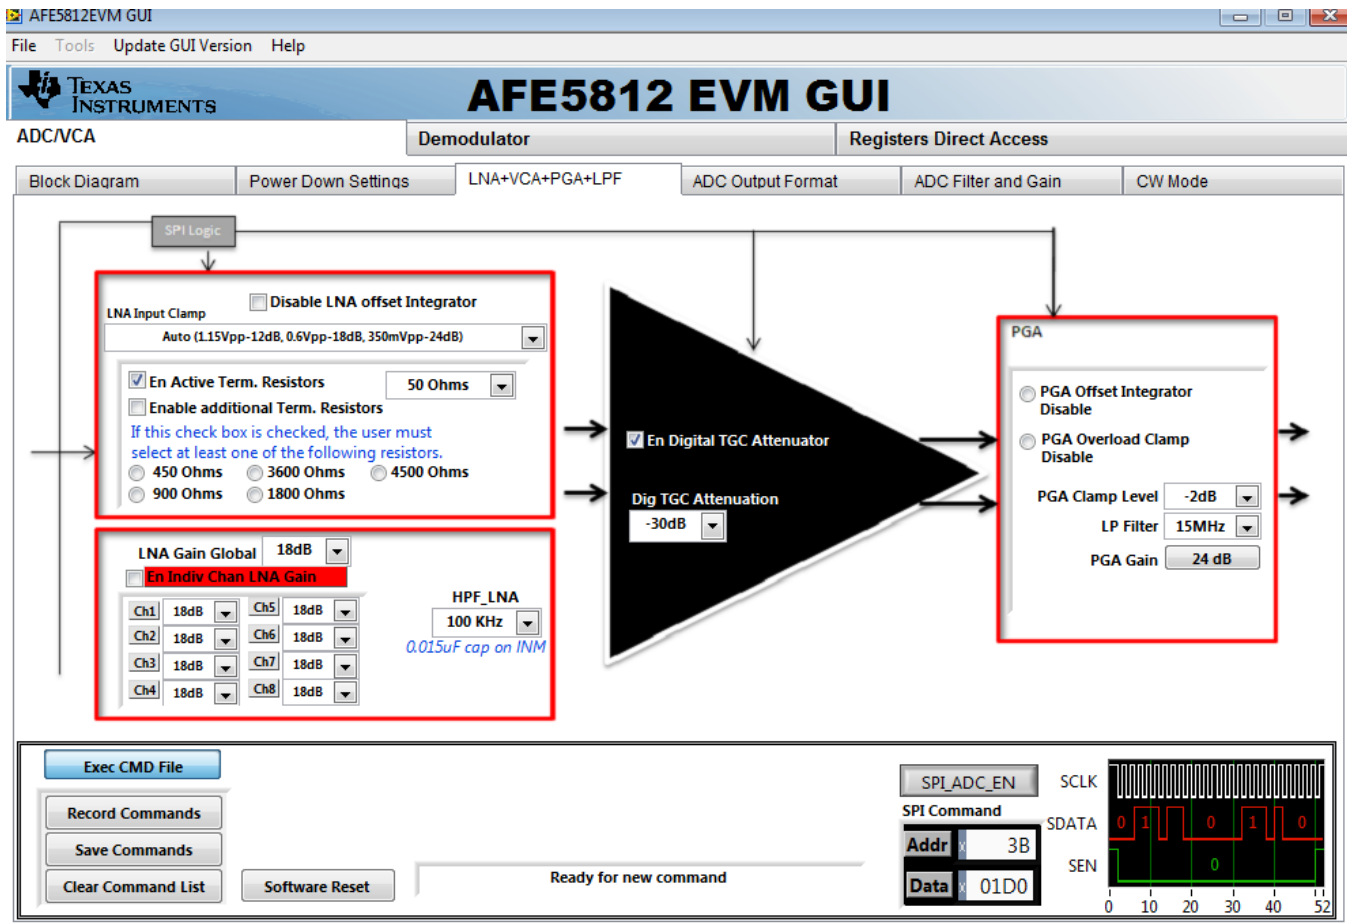 AFE5812EVM GUI
File Tools Update GUI Version Help
TEXAS INSTRUMENTS
AFE5812 EVM GUI
ADC/VCA
Demodulator
Registers Direct Access
Block Diagram
Power Down Settings
LNA+VCA+PGA+LPF
ADC Output Format
ADC Filter and Gain
CW Mode
SPI Logic
Disable LNA offset Integrator
LNA Input Clamp
Auto (1.15Vpp-12dB, 0.6Vpp-18dB, 350mVpp-24dB)
En Active Term. Resistors
50 Ohms
Enable additional Term. Resistors
If this check box is checked, the user must
select at least one of the following resistors.
450 Ohms
3600 Ohms
4500 Ohms
900 Ohms
1800 Ohms
LNA Gain Global
18dB
En Indiv Chan LNA Gain
Ch1 18dB Ch5 18dB
Ch2 18dB Ch6 18dB
Ch3 18dB Ch7 18dB
Ch4 18dB Ch8 18dB
HPF_LNA
100 KHz
0.015uF cap on INM
En Digital TGC Attenuator
Dig TGC Attenuation
-30dB
PGA
PGA Offset Integrator
Disable
PGA Overload Clamp
Disable
PGA Clamp Level -2dB
LP Filter 15MHz
PGA Gain 24 dB
Exec CMD File
Record Commands
Save Commands
Clear Command List
Software Reset
Ready for new command
SPI_ADC_EN
SPI Command
Addr x 3B
Data x 01D0
SCLK
SDATA
0 1 0 1 0
SEN
0
0 10 20 30 40 52